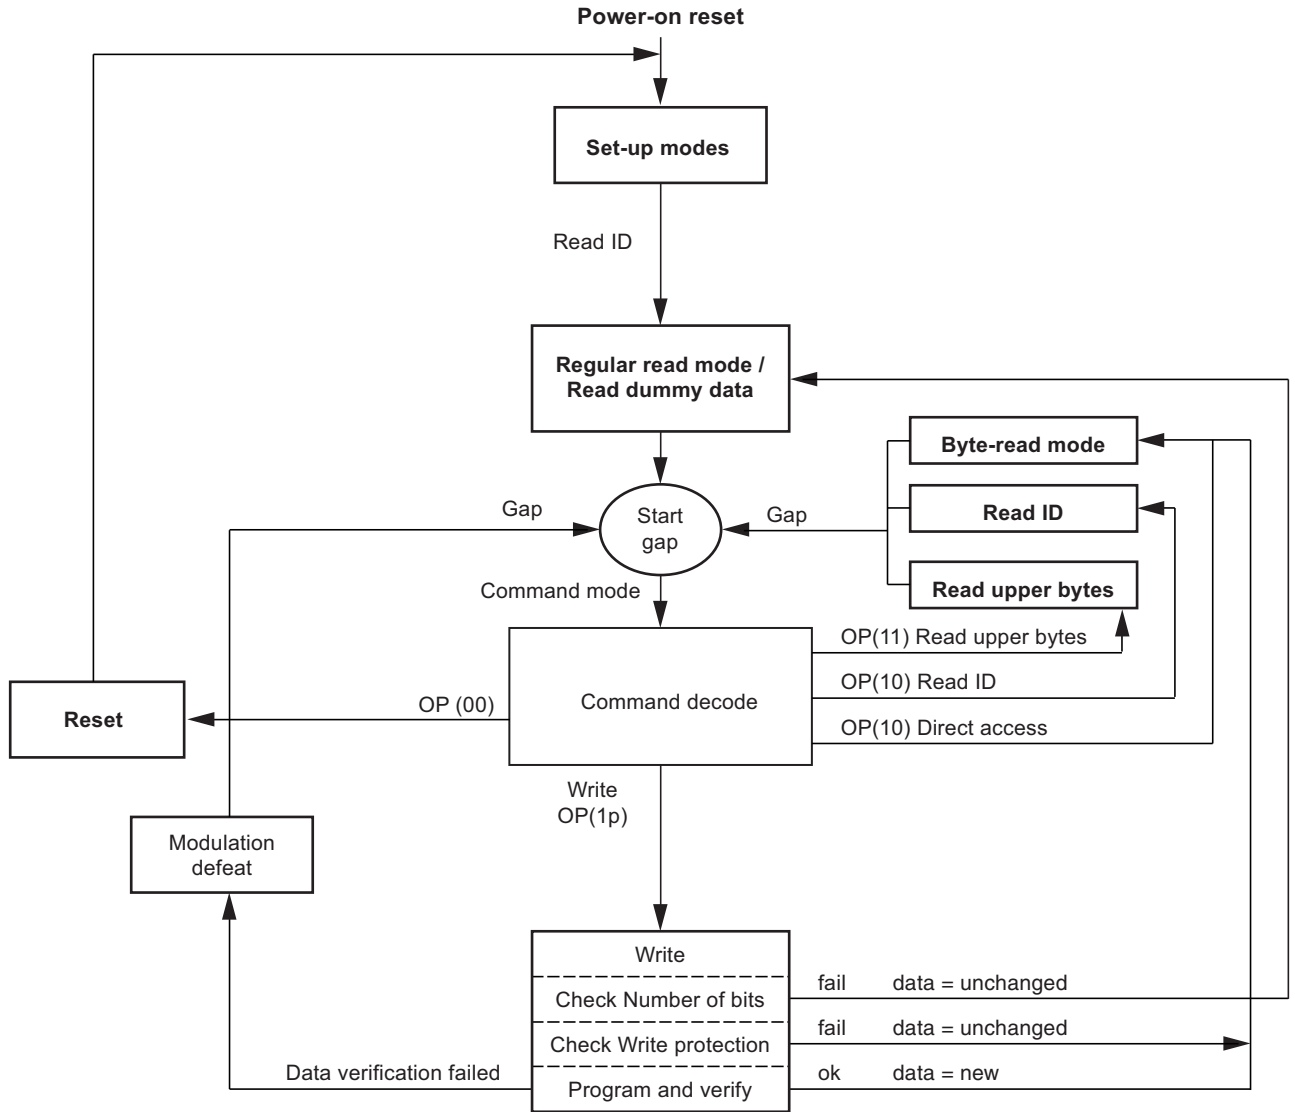 Power-on reset
Set-up modes
Read ID
Regular read mode /
Read dummy data
Byte-read mode
Gap
Start
gap
Gap
Read ID
Command mode
Read upper bytes
OP(11) Read upper bytes
OP(10) Read ID
Command decode
OP (00)
Reset
OP(10) Direct access
Write
OP(1p)
Modulation
defeat
Write
Check Number of bits
fail data = unchanged
Check Write protection
fail data = unchanged
Data verification failed
Program and verify
ok data = new